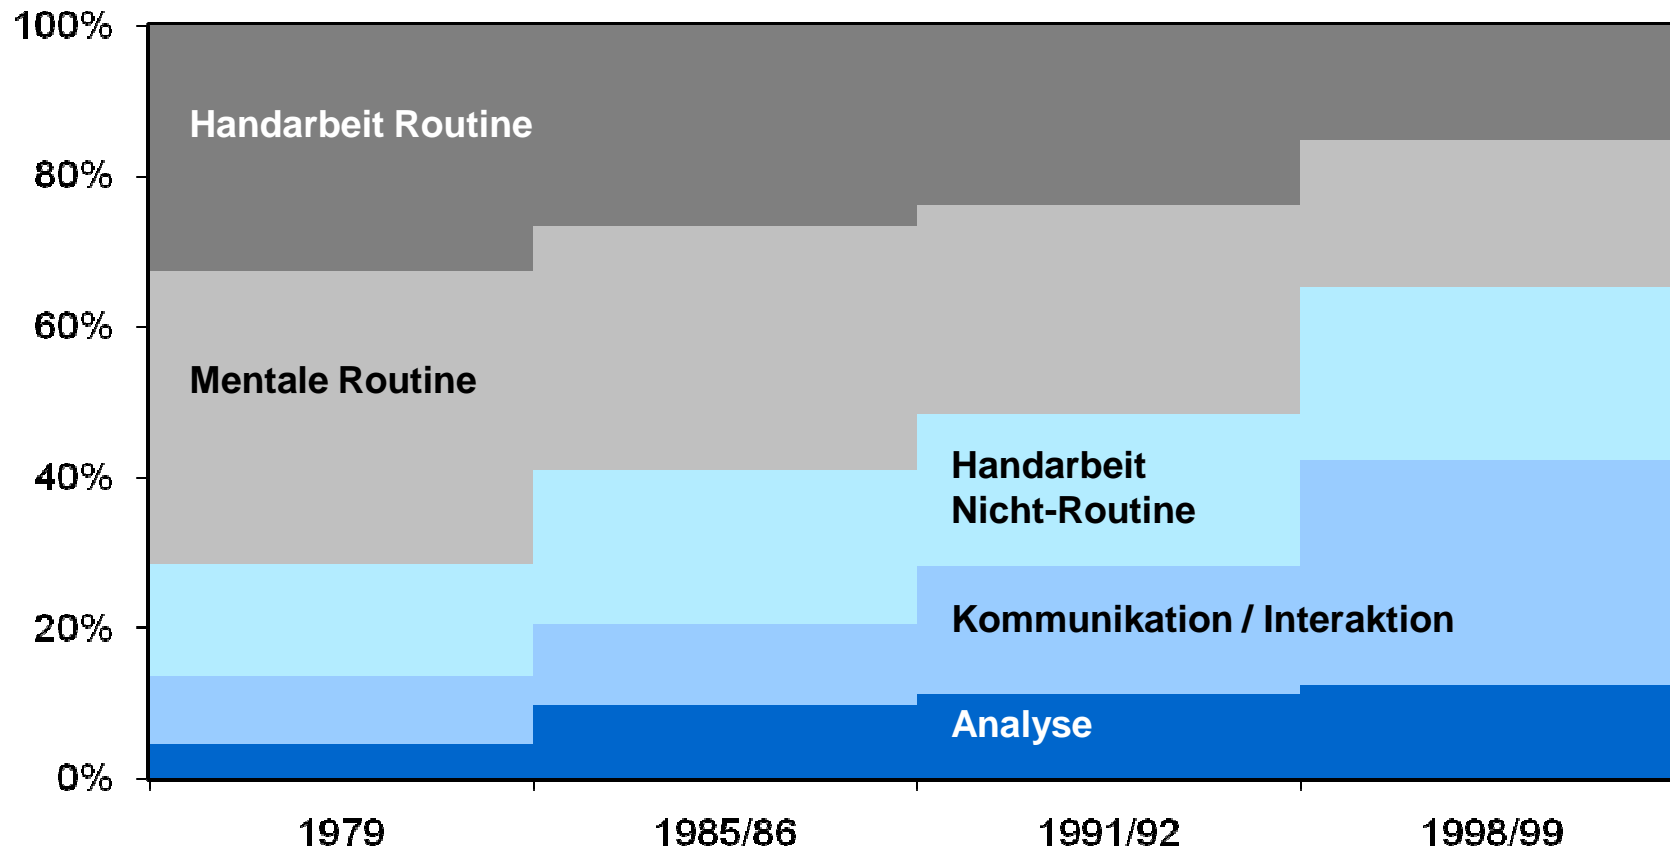 100%
Handarbeit Routine
80%
60%
Mentale Routine
40%
Handarbeit
Nicht-Routine
20%
Kommunikation / Interaktion
Analyse
0%
1979 1985/86 1991/92 1998/99